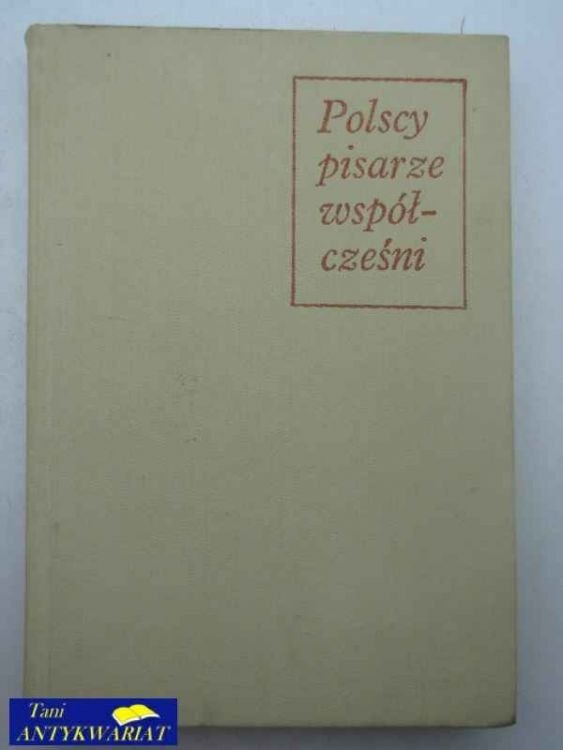 Polscy
pisarze
współ-
cześni
Tani
ANTYKWARIAT